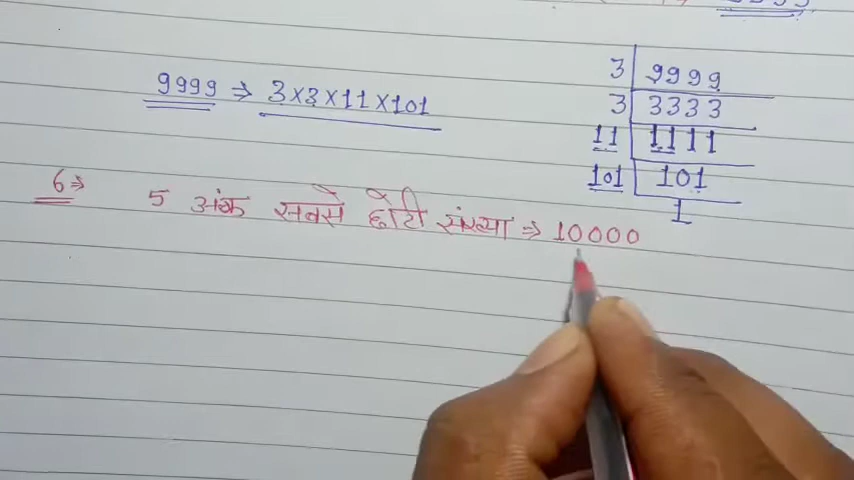 9999 ⇒ 3×3×11×101
3 | 9999
3 | 3333
11 | 1111
101 | 101
1
6⇒ 5 अंक सबसे छोटी संख्या ⇒ 10000